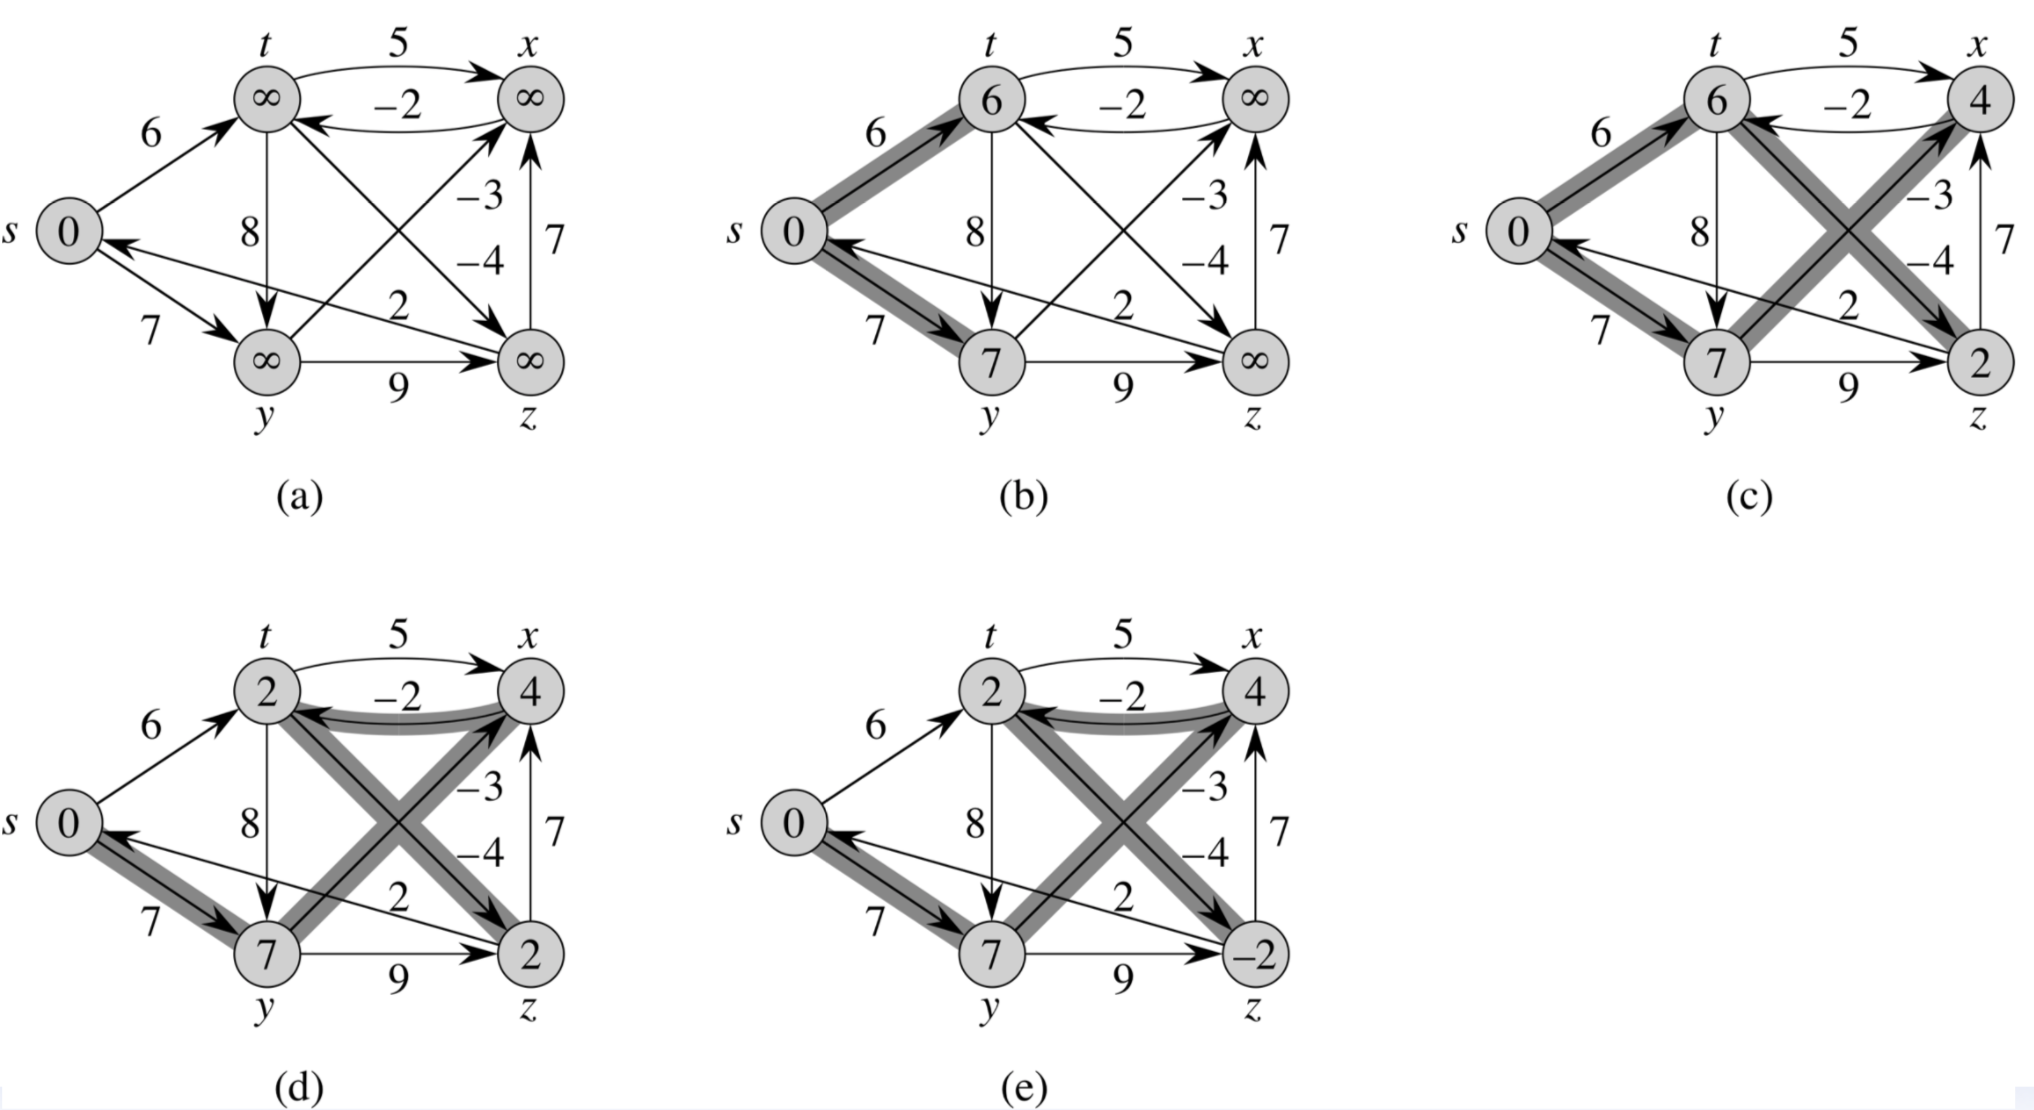 t 5 x t 5 x t 5 x
∞ ∞ 6 ∞ 6 4
−2 −2 −2
6 6 6
−3 −3 −3
s 0 8 7 s 0 8 7 s 0 8 7
−4 −4 −4
2 2 2
7 7 7
∞ ∞ 7 ∞ 7 2
9 9 9
y z y z y z
(a) (b) (c)
t 5 x t 5 x
2 4 2 4
−2 −2
6 6
−3 −3
s 0 8 7 s 0 8 7
−4 −4
2 2
7 7
7 2 7 −2
9 9
y z y z
(d) (e)